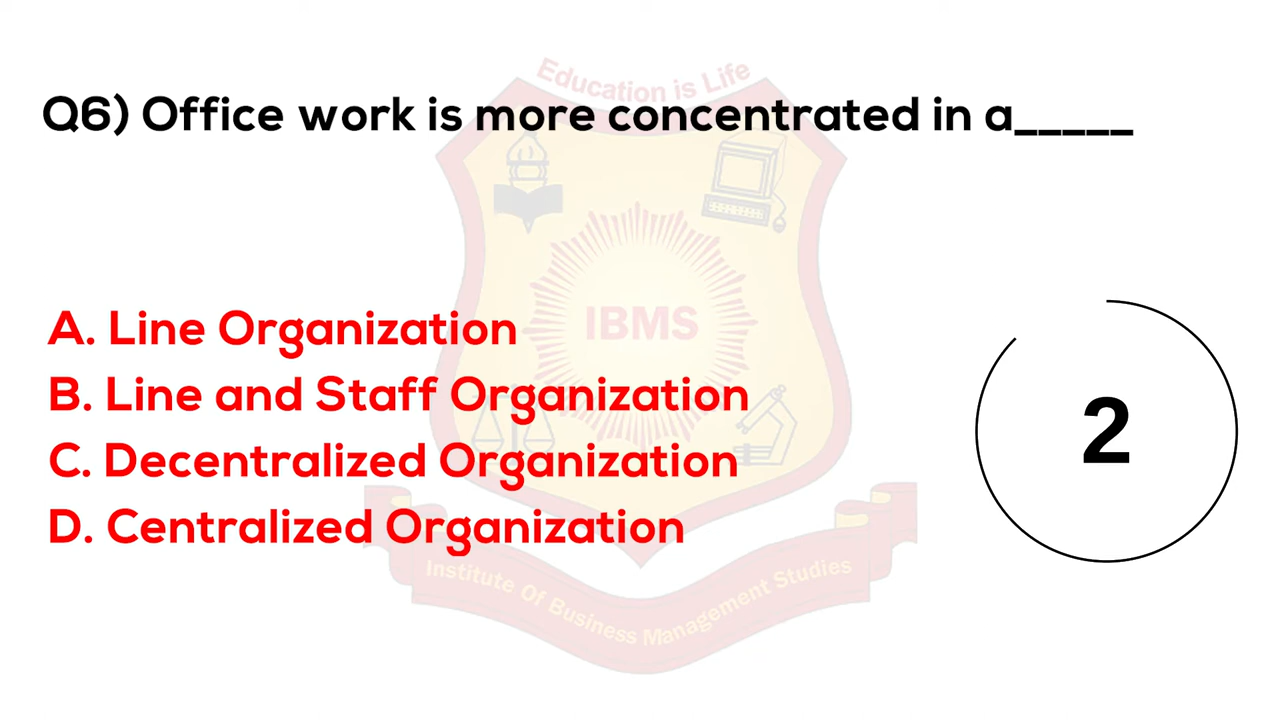 Education is Life
Q6) Office work is more concentrated in a_____
IBMS
A. Line Organization
B. Line and Staff Organization
C. Decentralized Organization
D. Centralized Organization
2
Institute Of Business Management Studies